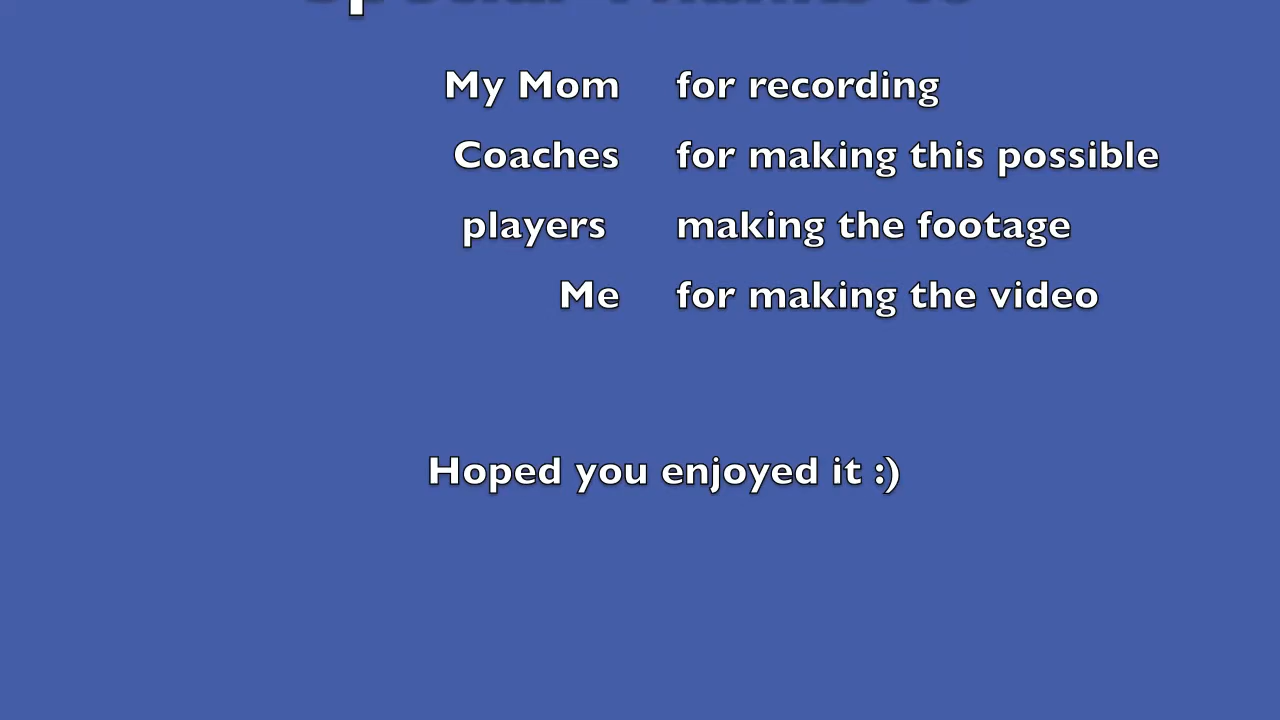 My Mom for recording
Coaches for making this possible
players making the footage
Me for making the video
Hoped you enjoyed it :)